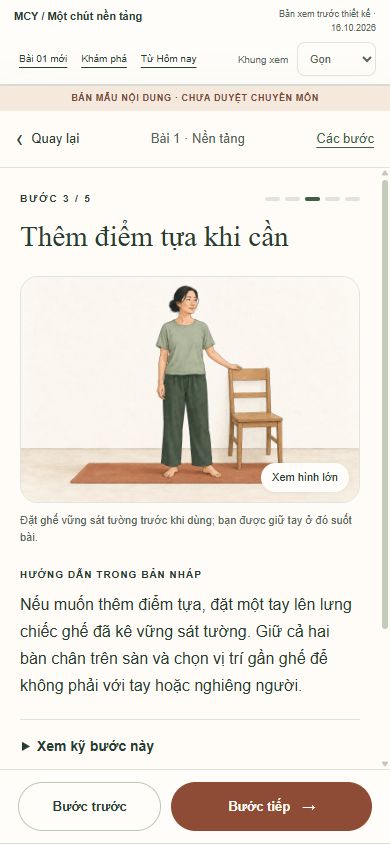 MCY / Một chút nền tảng
Bản xem trước thiết kế ·
16.10.2026
Bài 01 mới
Khám phá
Từ Hôm nay
Khung xem
Gọn
BẢN MẪU NỘI DUNG · CHƯA DUYỆT CHUYÊN MÔN
‹ Quay lại
Bài 1 · Nền tảng
Các bước
BƯỚC 3 / 5
Thêm điểm tựa khi cần
Xem hình lớn
Đặt ghế vững sát tường trước khi dùng; bạn được giữ tay ở đó suốt
bài.
HƯỚNG DẪN TRONG BẢN NHÁP
Nếu muốn thêm điểm tựa, đặt một tay lên lưng
chiếc ghế đã kê vững sát tường. Giữ cả hai
bàn chân trên sàn và chọn vị trí gần ghế để
không phải với tay hoặc nghiêng người.
▶ Xem kỹ bước này
Bước trước
Bước tiếp →